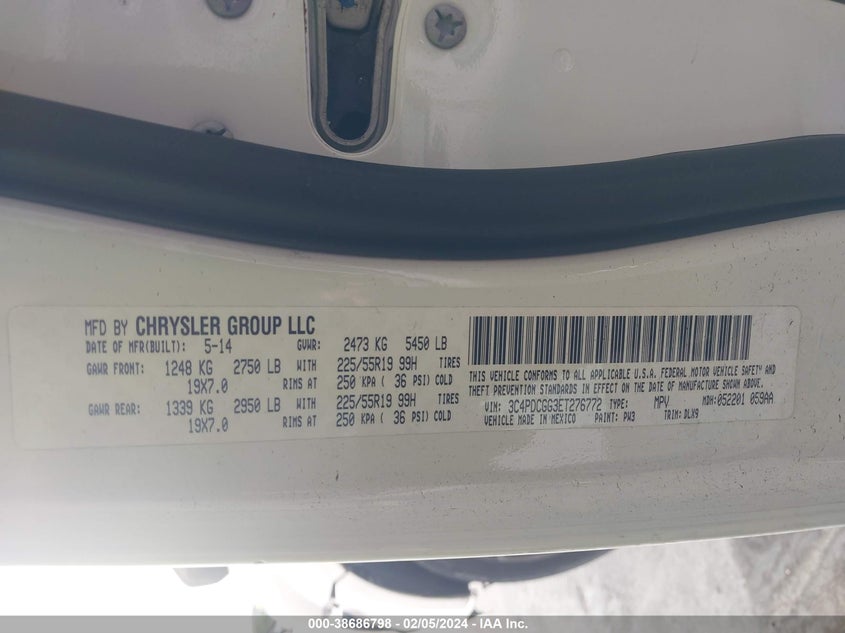 MFD BY CHRYSLER GROUP LLC
DATE OF MFR(BUILT): 5-14 GVWR: 2473 KG 5450 LB
GAWR FRONT: 1248 KG 2750 LB WITH 225/55R19 99H TIRES
19X7.0 RIMS AT 250 KPA ( 36 PSI) COLD
GAWR REAR: 1339 KG 2950 LB WITH 225/55R19 99H TIRES
19X7.0 RIMS AT 250 KPA ( 36 PSI) COLD
THIS VEHICLE CONFORMS TO ALL APPLICABLE U.S.A. FEDERAL MOTOR VEHICLE SAFETY AND
THEFT PREVENTION STANDARDS IN EFFECT ON THE DATE OF MANUFACTURE SHOWN ABOVE.
VIN: 3C4PDCGG3ET276772 TYPE: MPV MDH:052201 059AA
VEHICLE MADE IN MEXICO PAINT: PW3 TRIM: DLX9
000-38686798 - 02/05/2024 - IAA Inc.